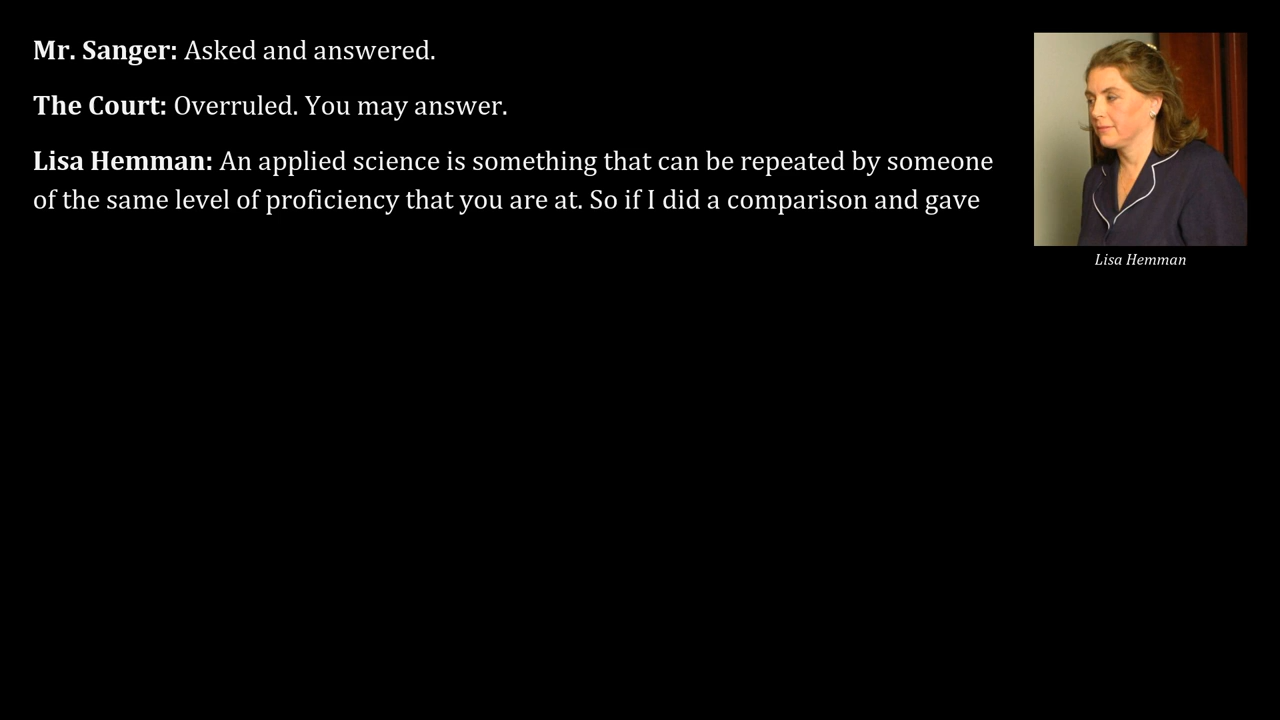 Mr. Sanger: Asked and answered.
The Court: Overruled. You may answer.
Lisa Hemman: An applied science is something that can be repeated by someone
of the same level of proficiency that you are at. So if I did a comparison and gave
Lisa Hemman